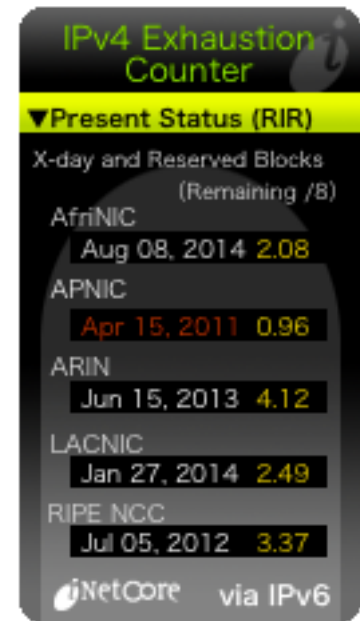 IPv4 Exhaustion
Counter
▼Present Status (RIR)
X-day and Reserved Blocks
(Remaining /8)
AfriNIC
Aug 08, 2014 2.08
APNIC
Apr 15, 2011 0.96
ARIN
Jun 15, 2013 4.12
LACNIC
Jan 27, 2014 2.49
RIPE NCC
Jul 05, 2012 3.37
iNetCore via IPv6